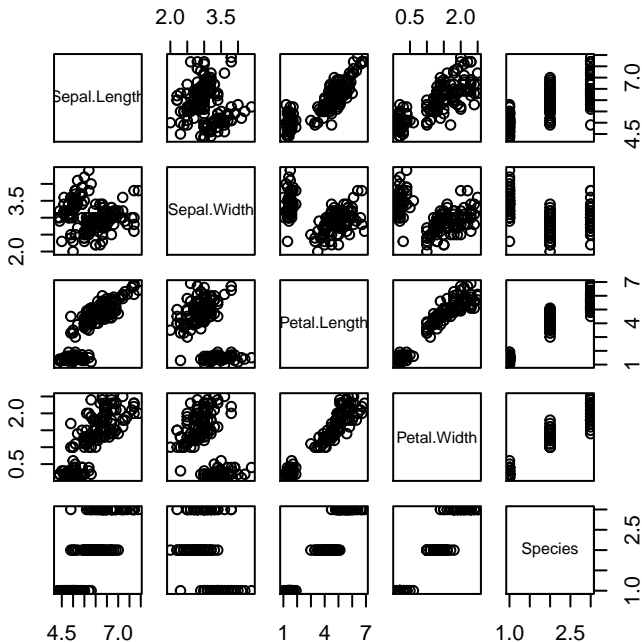 2.0 3.5 0.5 2.0
Sepal.Length
4.5 7.0
Sepal.Width
2.0 3.5
Petal.Length
1 4 7
Petal.Width
0.5 2.0
Species
1.0 2.5
4.5 7.0 1 4 7 1.0 2.5